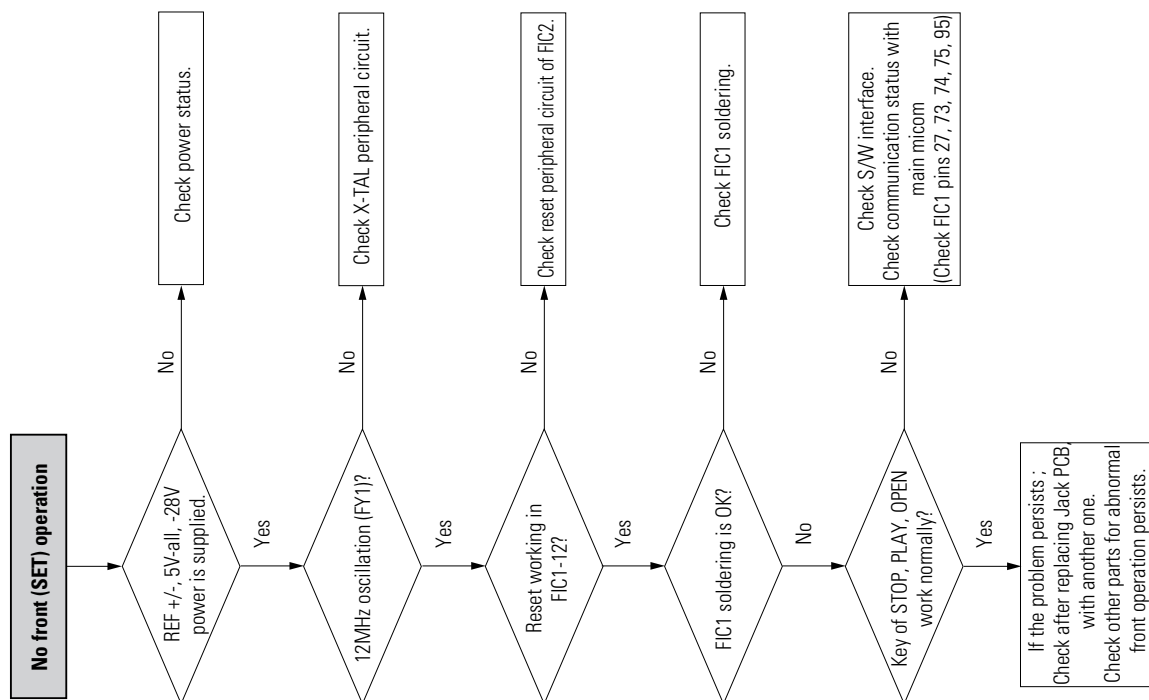 No front (SET) operation
REF +/-, 5V-all, -28V
power is supplied.
No
Check power status.
Yes
12MHz oscillation (FY1)?
No
Check X-TAL peripheral circuit.
Yes
Reset working in
FIC1-12?
No
Check reset peripheral circuit of FIC2.
Yes
FIC1 soldering is OK?
No
Check FIC1 soldering.
No
Key of STOP, PLAY, OPEN
work normally?
No
Check S/W interface.
Check communication status with
main micom
(Check FIC1 pins 27, 73, 74, 75, 95)
Yes
If the problem persists ;
Check after replacing Jack PCB,
with another one.
Check other parts for abnormal
front operation persists.